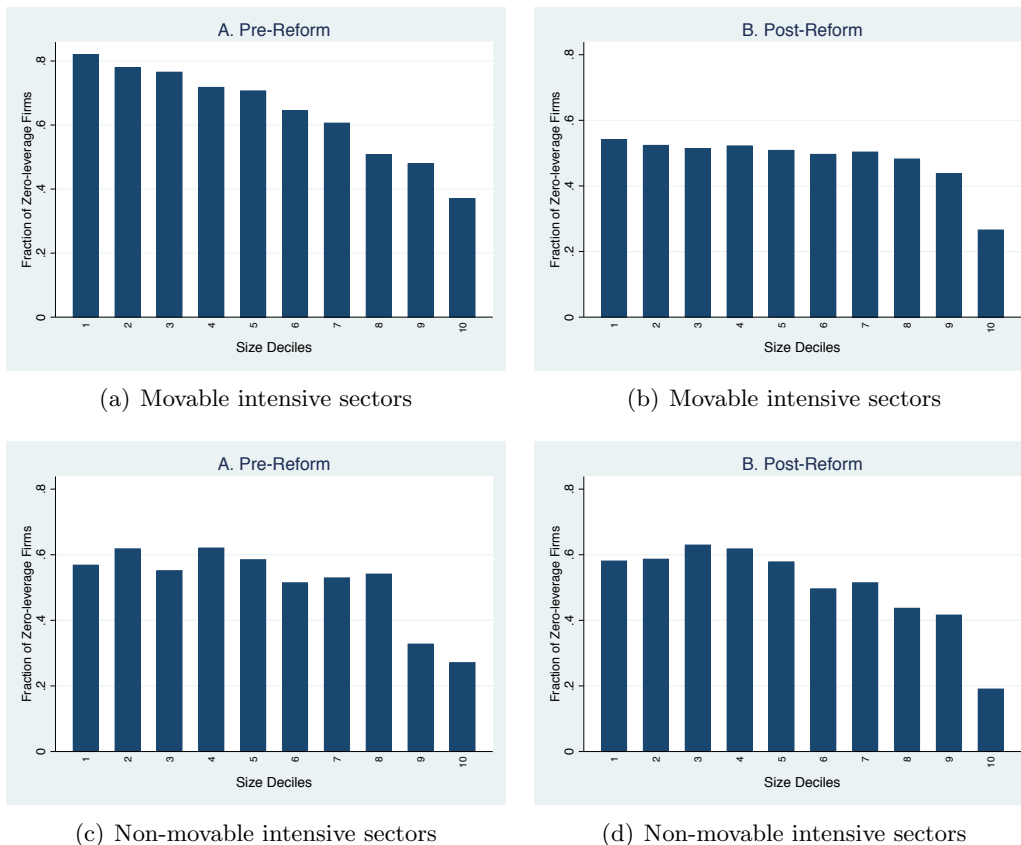 A. Pre-Reform
Fraction of Zero-leverage Firms
.8
.6
.4
.2
0
1 2 3 4 5 6 7 8 9 10
Size Deciles
(a) Movable intensive sectors
B. Post-Reform
Fraction of Zero-leverage Firms
.8
.6
.4
.2
0
1 2 3 4 5 6 7 8 9 10
Size Deciles
(b) Movable intensive sectors
A. Pre-Reform
Fraction of Zero-leverage Firms
.8
.6
.4
.2
0
1 2 3 4 5 6 7 8 9 10
Size Deciles
(c) Non-movable intensive sectors
B. Post-Reform
Fraction of Zero-leverage Firms
.8
.6
.4
.2
0
1 2 3 4 5 6 7 8 9 10
Size Deciles
(d) Non-movable intensive sectors